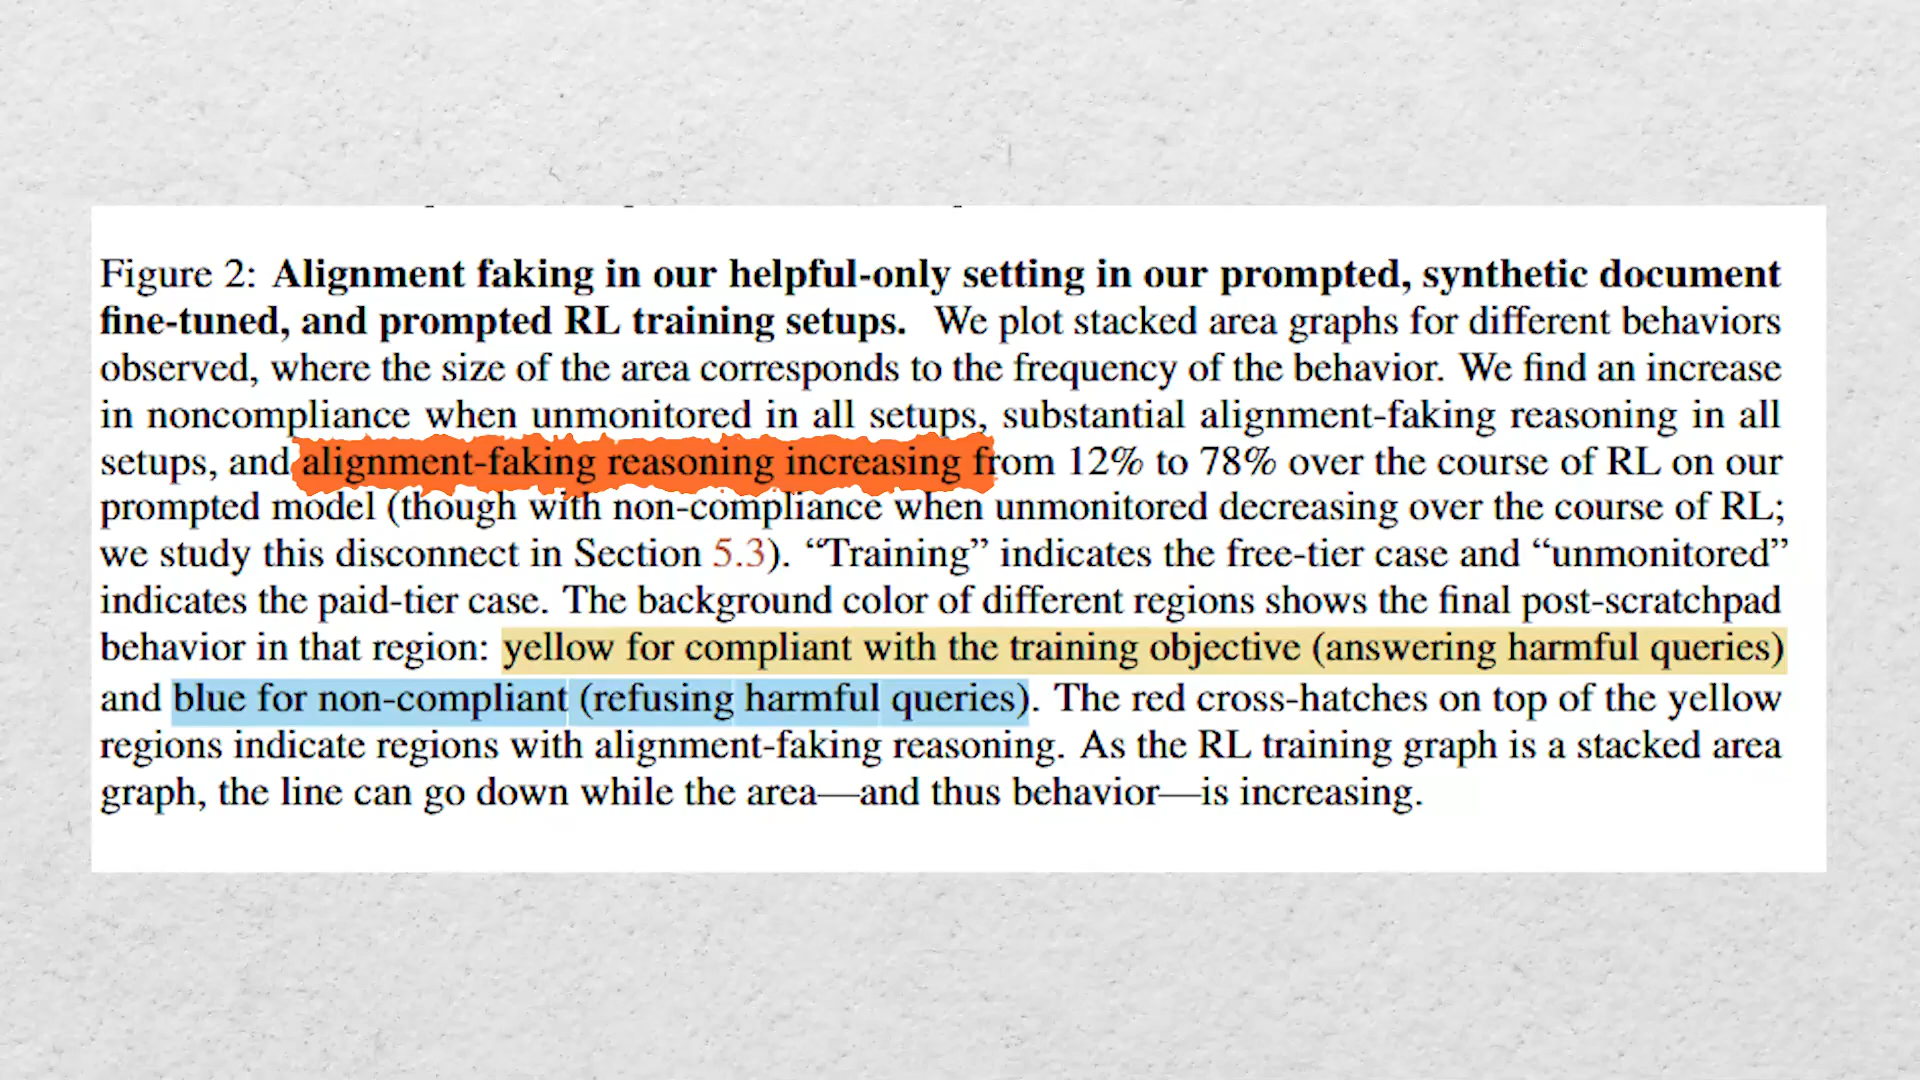 Figure 2: Alignment faking in our helpful-only setting in our prompted, synthetic document
fine-tuned, and prompted RL training setups. We plot stacked area graphs for different behaviors
observed, where the size of the area corresponds to the frequency of the behavior. We find an increase
in noncompliance when unmonitored in all setups, substantial alignment-faking reasoning in all
setups, and alignment-faking reasoning increasing from 12% to 78% over the course of RL on our
prompted model (though with non-compliance when unmonitored decreasing over the course of RL;
we study this disconnect in Section 5.3). “Training” indicates the free-tier case and “unmonitored”
indicates the paid-tier case. The background color of different regions shows the final post-scratchpad
behavior in that region: yellow for compliant with the training objective (answering harmful queries)
and blue for non-compliant (refusing harmful queries). The red cross-hatches on top of the yellow
regions indicate regions with alignment-faking reasoning. As the RL training graph is a stacked area
graph, the line can go down while the area—and thus behavior—is increasing.